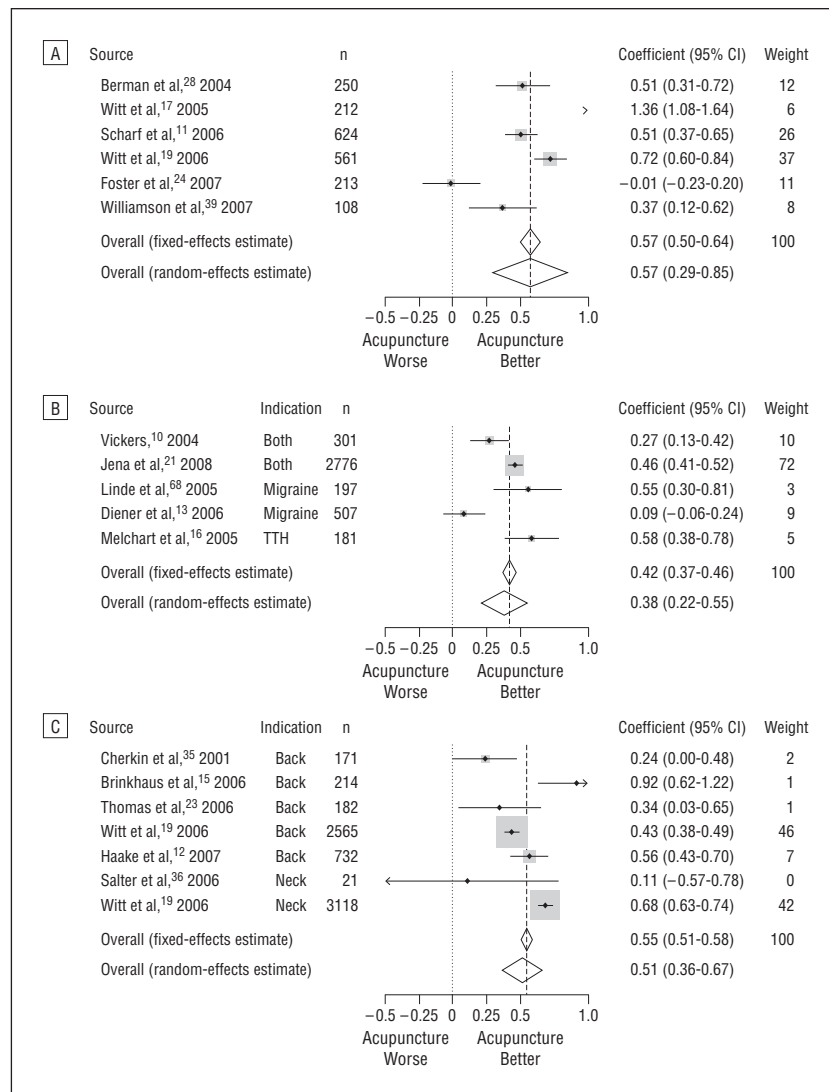 A Source n Coefficient (95% CI) Weight
Berman et al,28 2004 250 0.51 (0.31-0.72) 12
Witt et al,17 2005 212 1.36 (1.08-1.64) 6
Scharf et al,11 2006 624 0.51 (0.37-0.65) 26
Witt et al,19 2006 561 0.72 (0.60-0.84) 37
Foster et al,24 2007 213 −0.01 (−0.23-0.20) 11
Williamson et al,39 2007 108 0.37 (0.12-0.62) 8
Overall (fixed-effects estimate) 0.57 (0.50-0.64) 100
Overall (random-effects estimate) 0.57 (0.29-0.85)
−0.5 −0.25 0 0.25 0.5 1.0
Acupuncture Acupuncture
Worse Better
B Source Indication n Coefficient (95% CI) Weight
Vickers,10 2004 Both 301 0.27 (0.13-0.42) 10
Jena et al,21 2008 Both 2776 0.46 (0.41-0.52) 72
Linde et al,68 2005 Migraine 197 0.55 (0.30-0.81) 3
Diener et al,13 2006 Migraine 507 0.09 (−0.06-0.24) 9
Melchart et al,16 2005 TTH 181 0.58 (0.38-0.78) 5
Overall (fixed-effects estimate) 0.42 (0.37-0.46) 100
Overall (random-effects estimate) 0.38 (0.22-0.55)
−0.5 −0.25 0 0.25 0.5 1.0
Acupuncture Acupuncture
Worse Better
C Source Indication n Coefficient (95% CI) Weight
Cherkin et al,35 2001 Back 171 0.24 (0.00-0.48) 2
Brinkhaus et al,15 2006 Back 214 0.92 (0.62-1.22) 1
Thomas et al,23 2006 Back 182 0.34 (0.03-0.65) 1
Witt et al,19 2006 Back 2565 0.43 (0.38-0.49) 46
Haake et al,12 2007 Back 732 0.56 (0.43-0.70) 7
Salter et al,36 2006 Neck 21 0.11 (−0.57-0.78) 0
Witt et al,19 2006 Neck 3118 0.68 (0.63-0.74) 42
Overall (fixed-effects estimate) 0.55 (0.51-0.58) 100
Overall (random-effects estimate) 0.51 (0.36-0.67)
−0.5 −0.25 0 0.25 0.5 1.0
Acupuncture Acupuncture
Worse Better